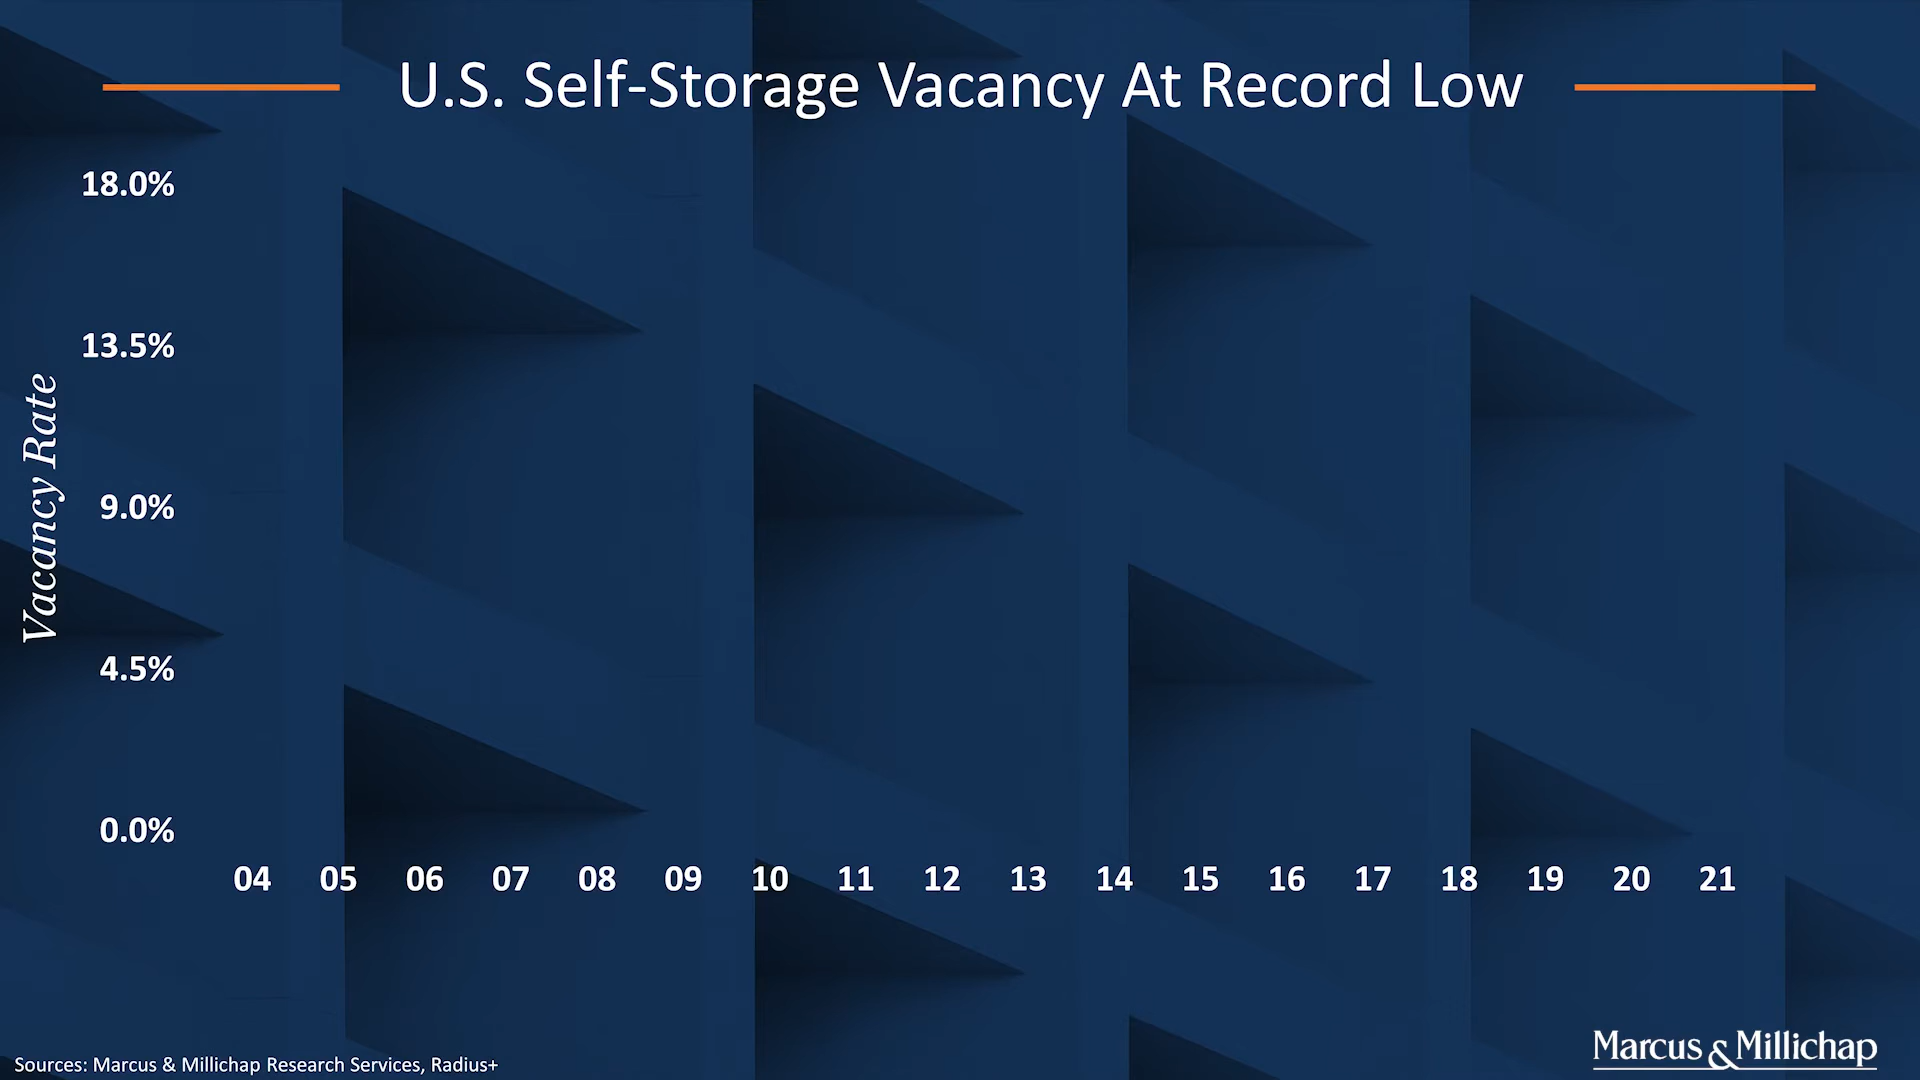 U.S. Self-Storage Vacancy At Record Low
Vacancy Rate
18.0%
13.5%
9.0%
4.5%
0.0%
04 05 06 07 08 09 10 11 12 13 14 15 16 17 18 19 20 21
Sources: Marcus & Millichap Research Services, Radius+
Marcus & Millichap